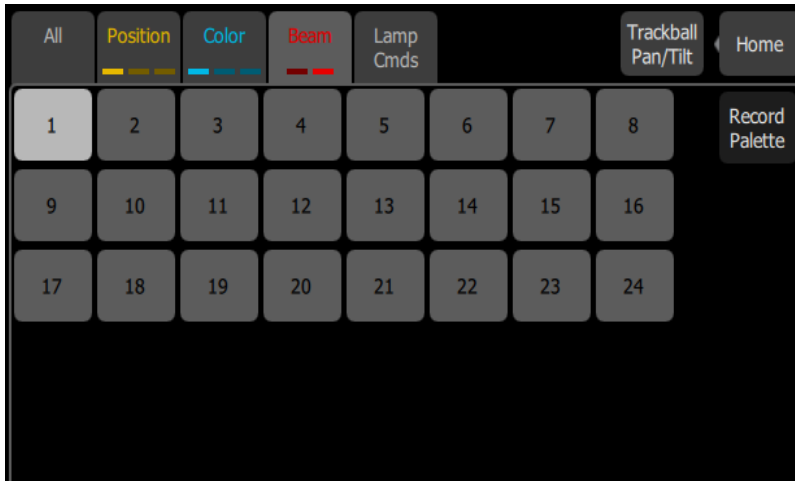 All
Position
Color
Beam
Lamp
Cmds
Trackball
Pan/Tilt
Home
1 2 3 4 5 6 7 8
Record
Palette
9 10 11 12 13 14 15 16
17 18 19 20 21 22 23 24